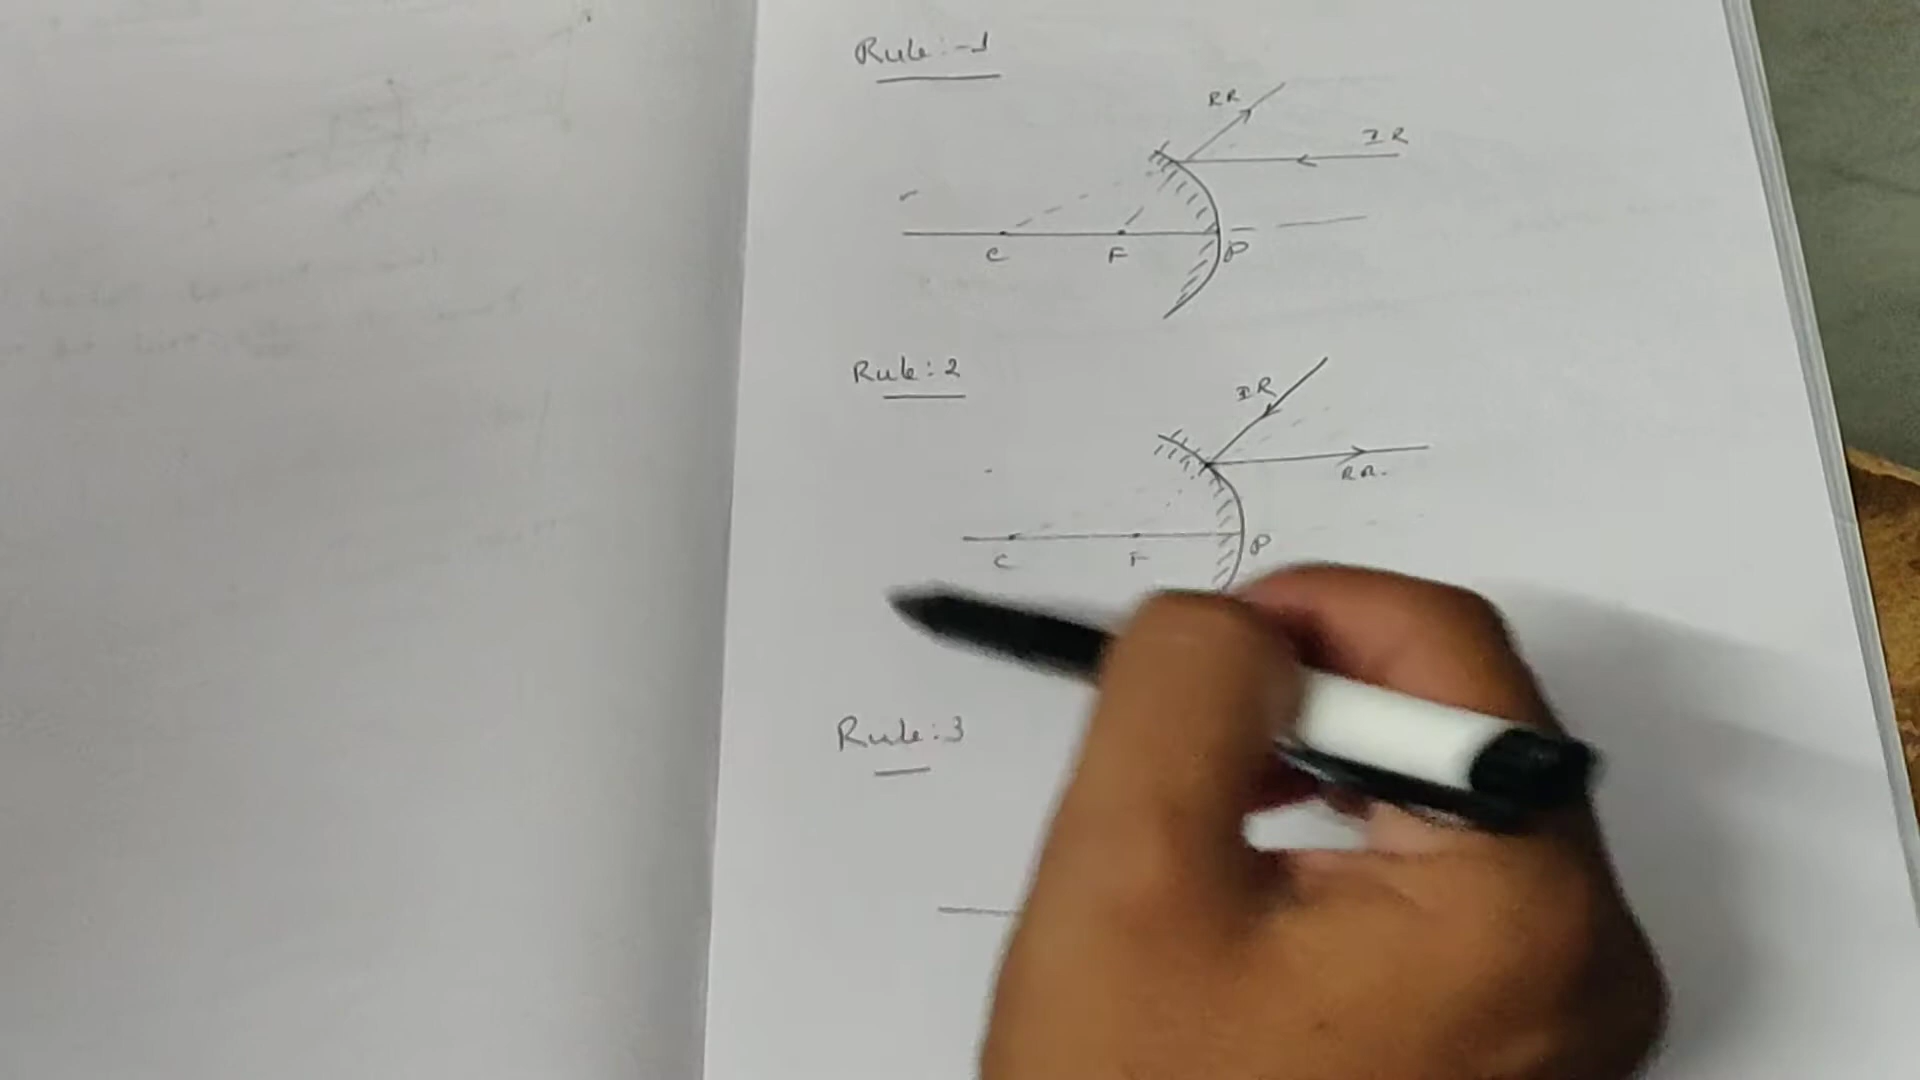 Rule:-1
RR
IR
C F P
Rule:2
IR
RR.
C F P
Rule:3